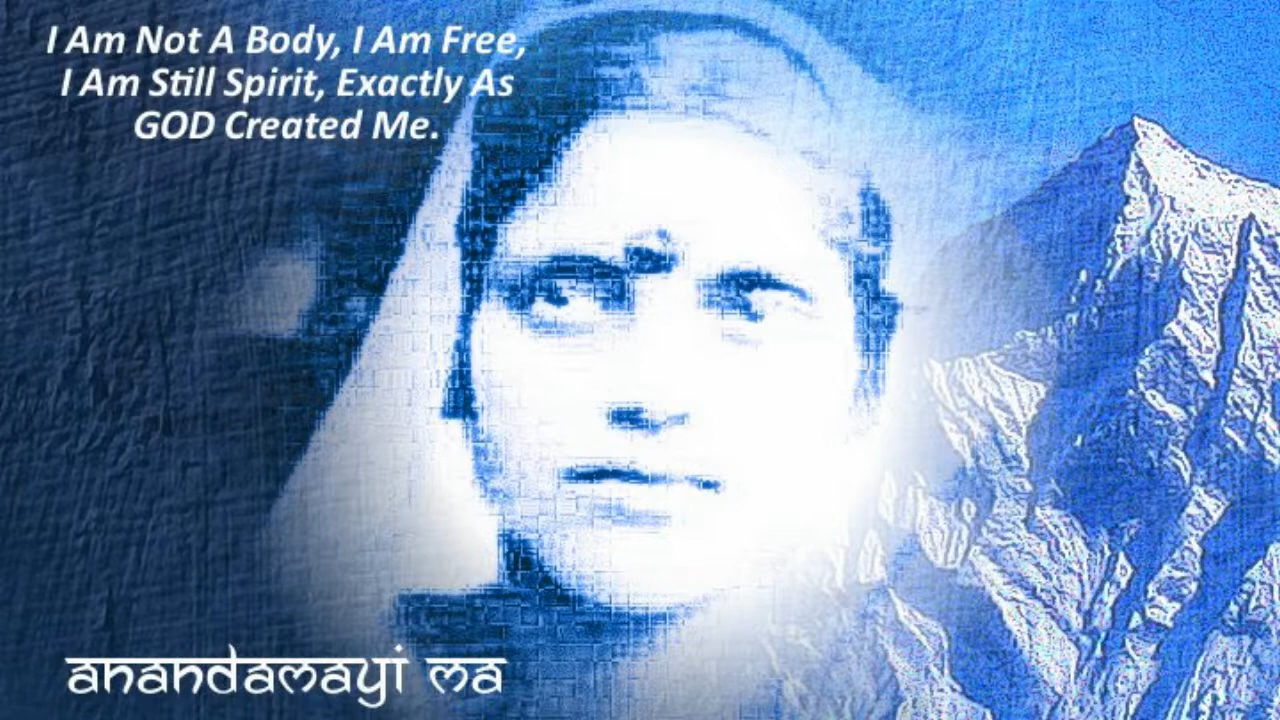 I Am Not A Body, I Am Free,
I Am Still Spirit, Exactly As
GOD Created Me.
anandamayi ma